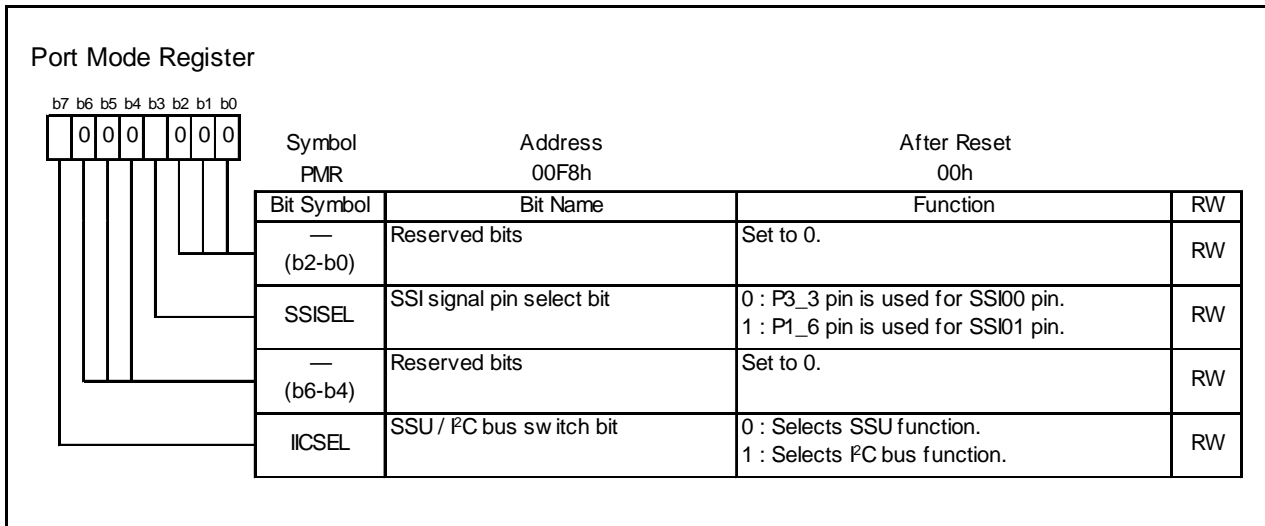 Port Mode Register
b7 b6 b5 b4 b3 b2 b1 b0
0 0 0 0 0 0
Symbol Address After Reset
PMR 00F8h 00h
Bit Symbol Bit Name Function RW
— (b2-b0) Reserved bits Set to 0. RW
SSISEL SSI signal pin select bit 0 : P3_3 pin is used for SSI00 pin. RW
1 : P1_6 pin is used for SSI01 pin.
— (b6-b4) Reserved bits Set to 0. RW
IICSEL SSU / I²C bus switch bit 0 : Selects SSU function. RW
1 : Selects I²C bus function.